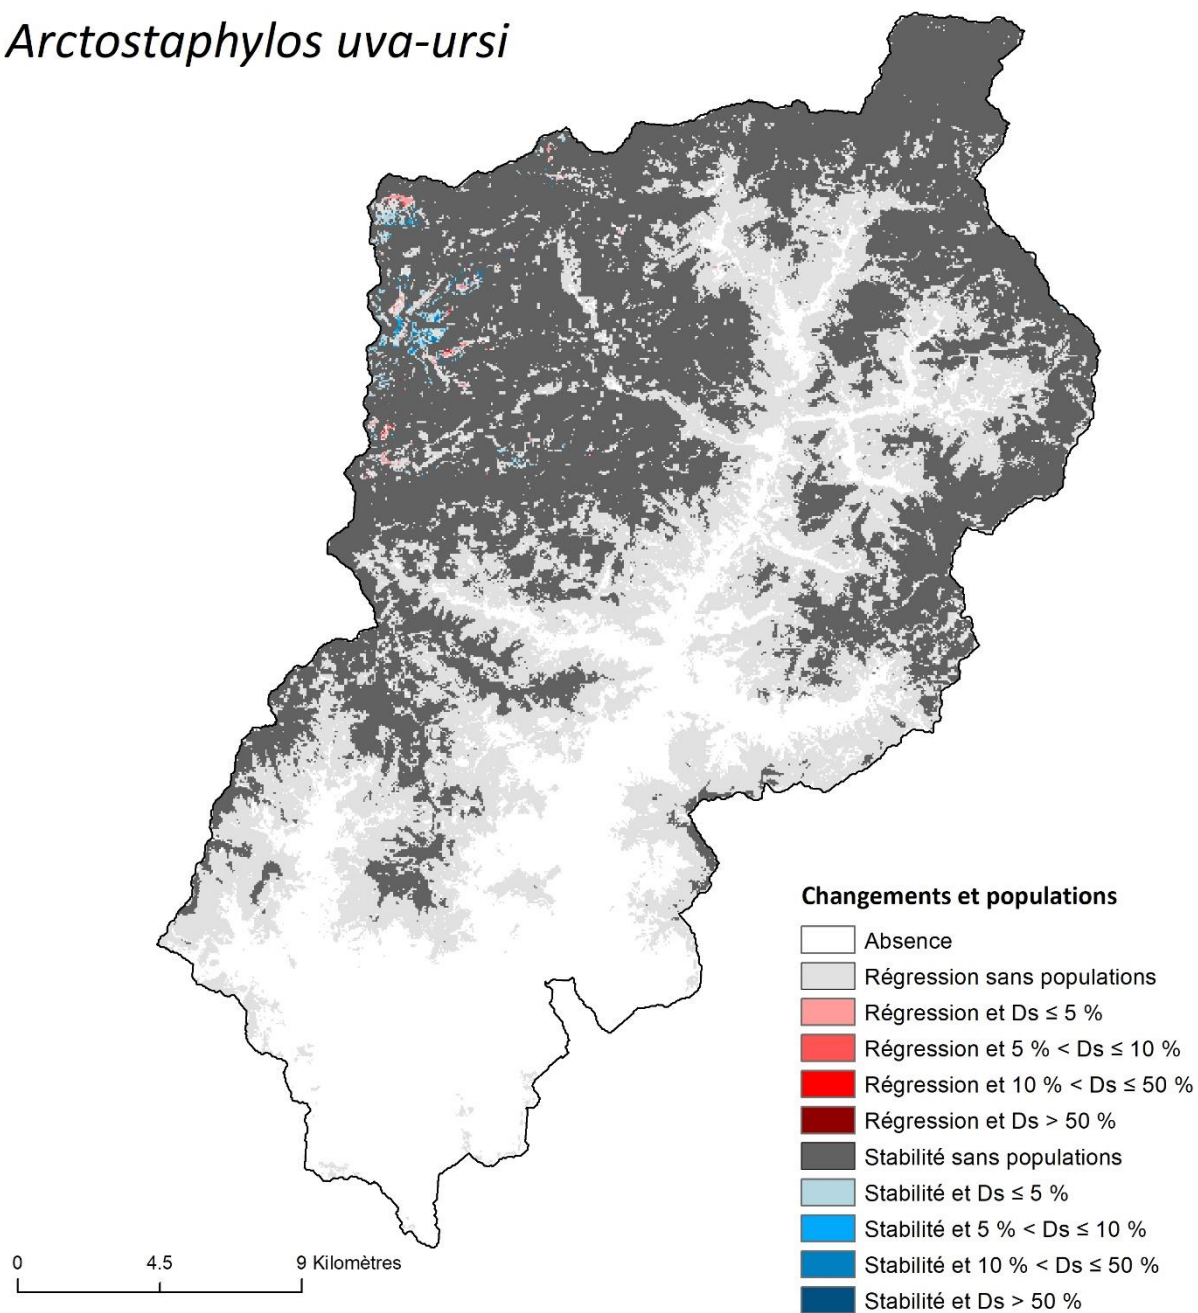 Arctostaphylos uva-ursi
Changements et populations
Absence
Régression sans populations
Régression et Ds ≤ 5 %
Régression et 5 % < Ds ≤ 10 %
Régression et 10 % < Ds ≤ 50 %
Régression et Ds > 50 %
Stabilité sans populations
Stabilité et Ds ≤ 5 %
Stabilité et 5 % < Ds ≤ 10 %
Stabilité et 10 % < Ds ≤ 50 %
Stabilité et Ds > 50 %
0 4.5 9 Kilomètres